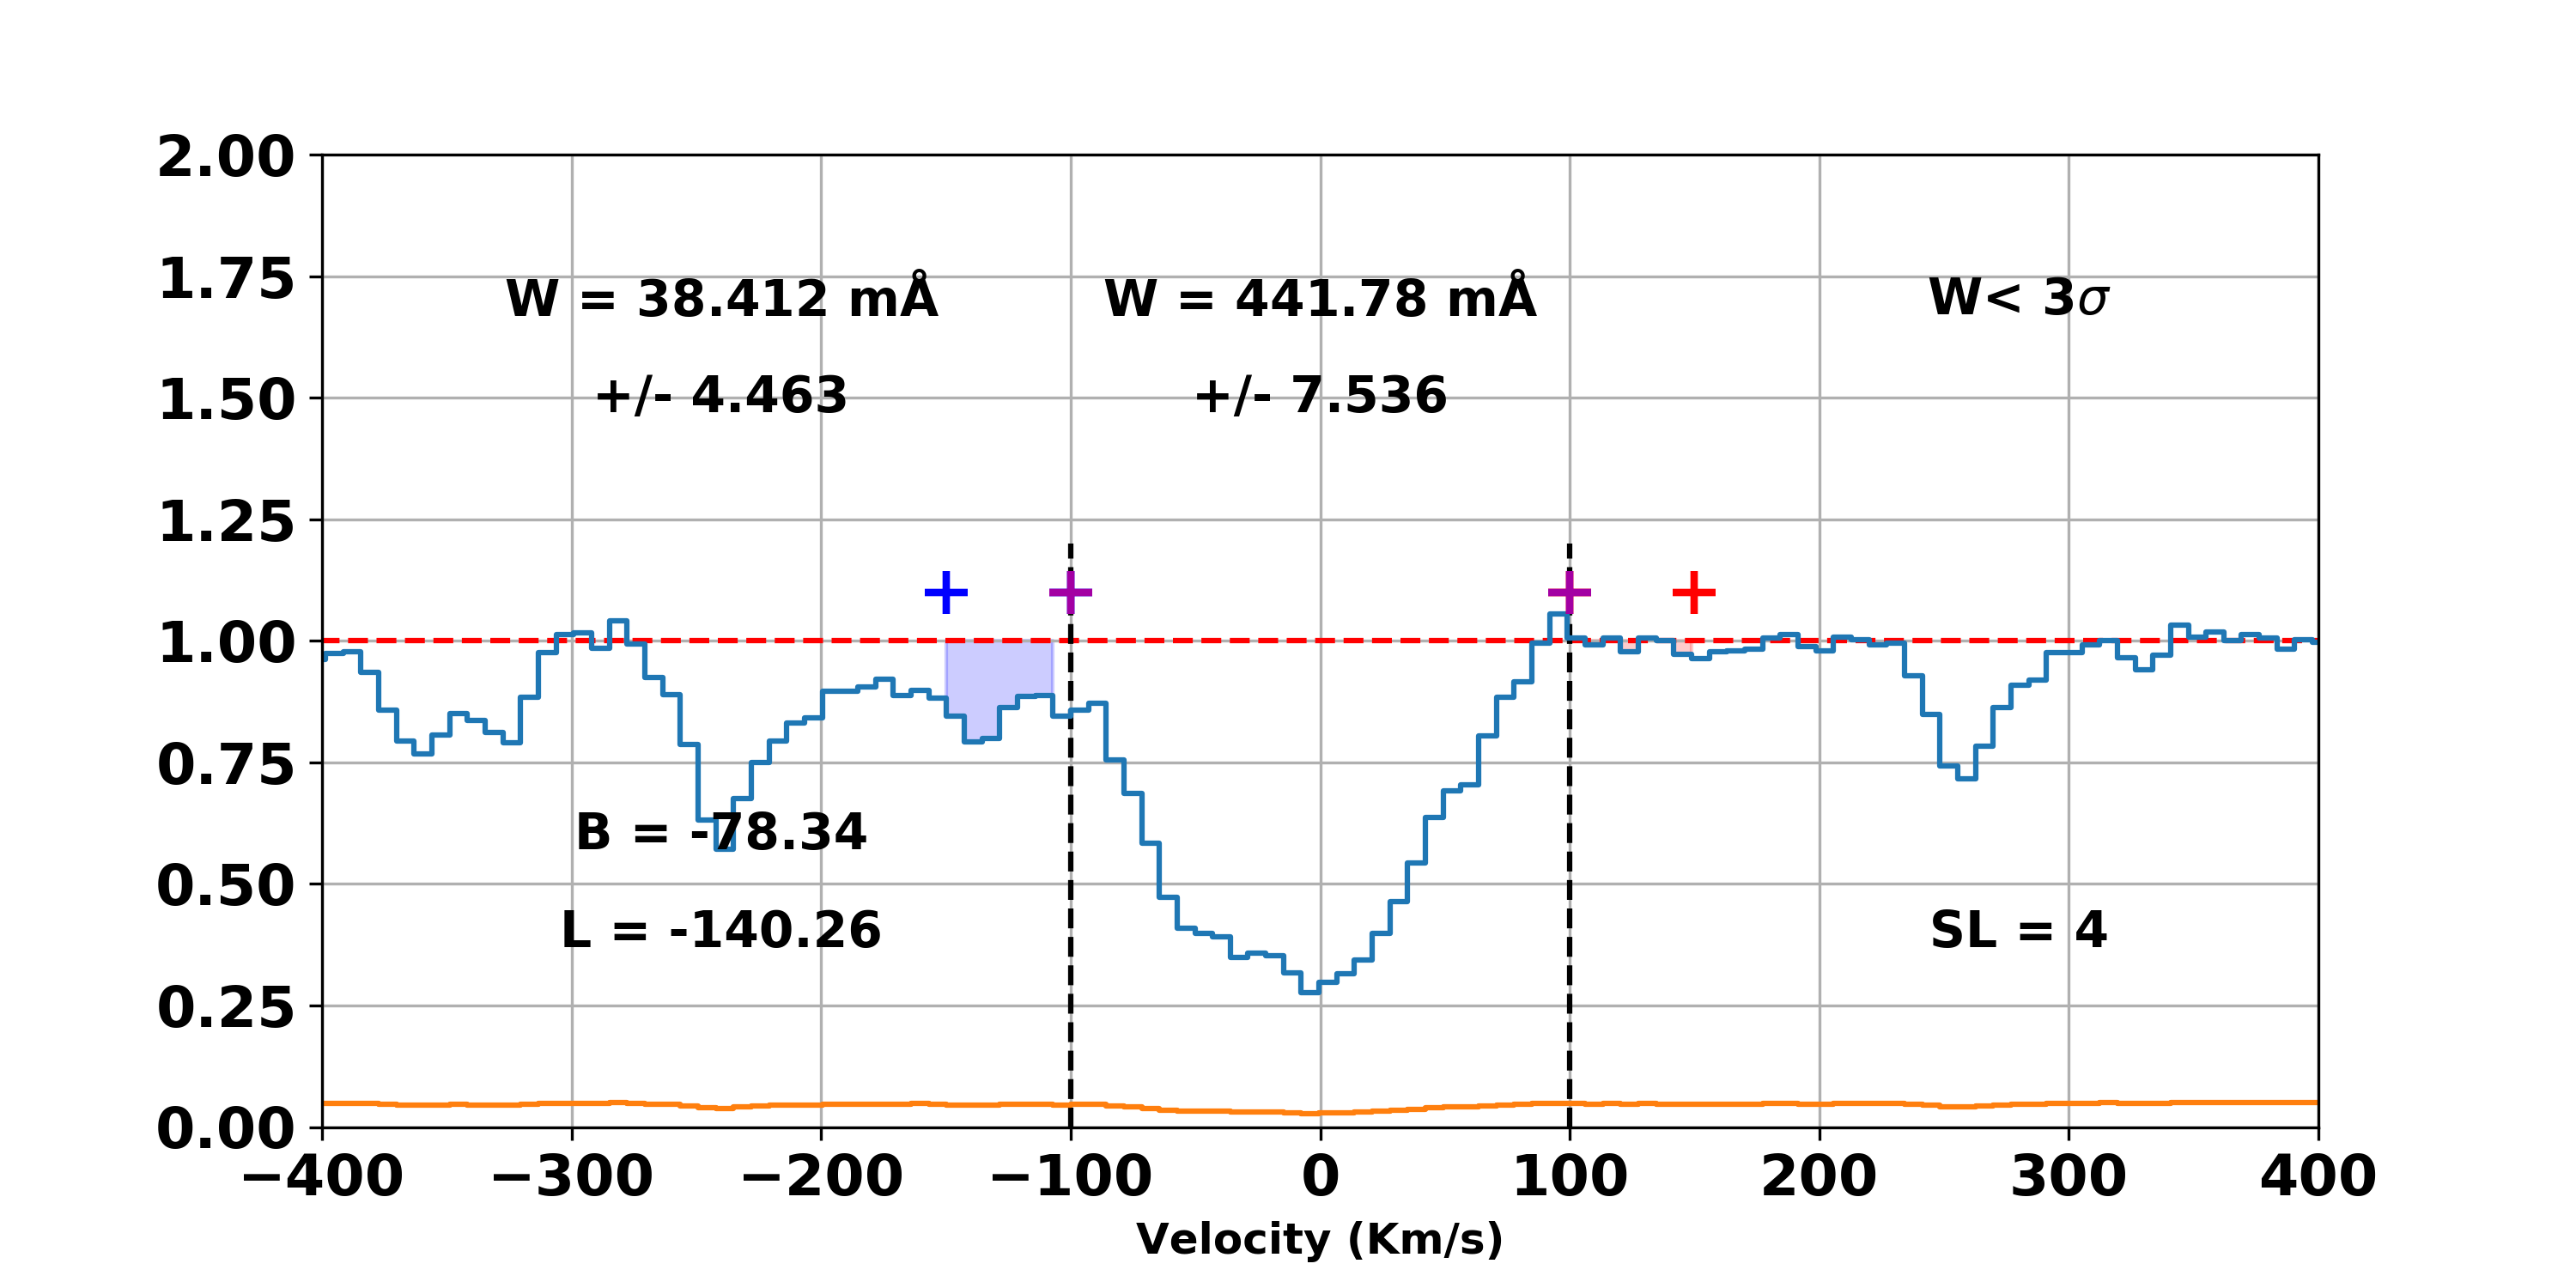 2.00
1.75
1.50
1.25
1.00
0.75
0.50
0.25
0.00
W = 38.412 mÅ
+/- 4.463
W = 441.78 mÅ
+/- 7.536
W< 3σ
B = -78.34
L = -140.26
SL = 4
−400 −300 −200 −100 0 100 200 300 400
Velocity (Km/s)